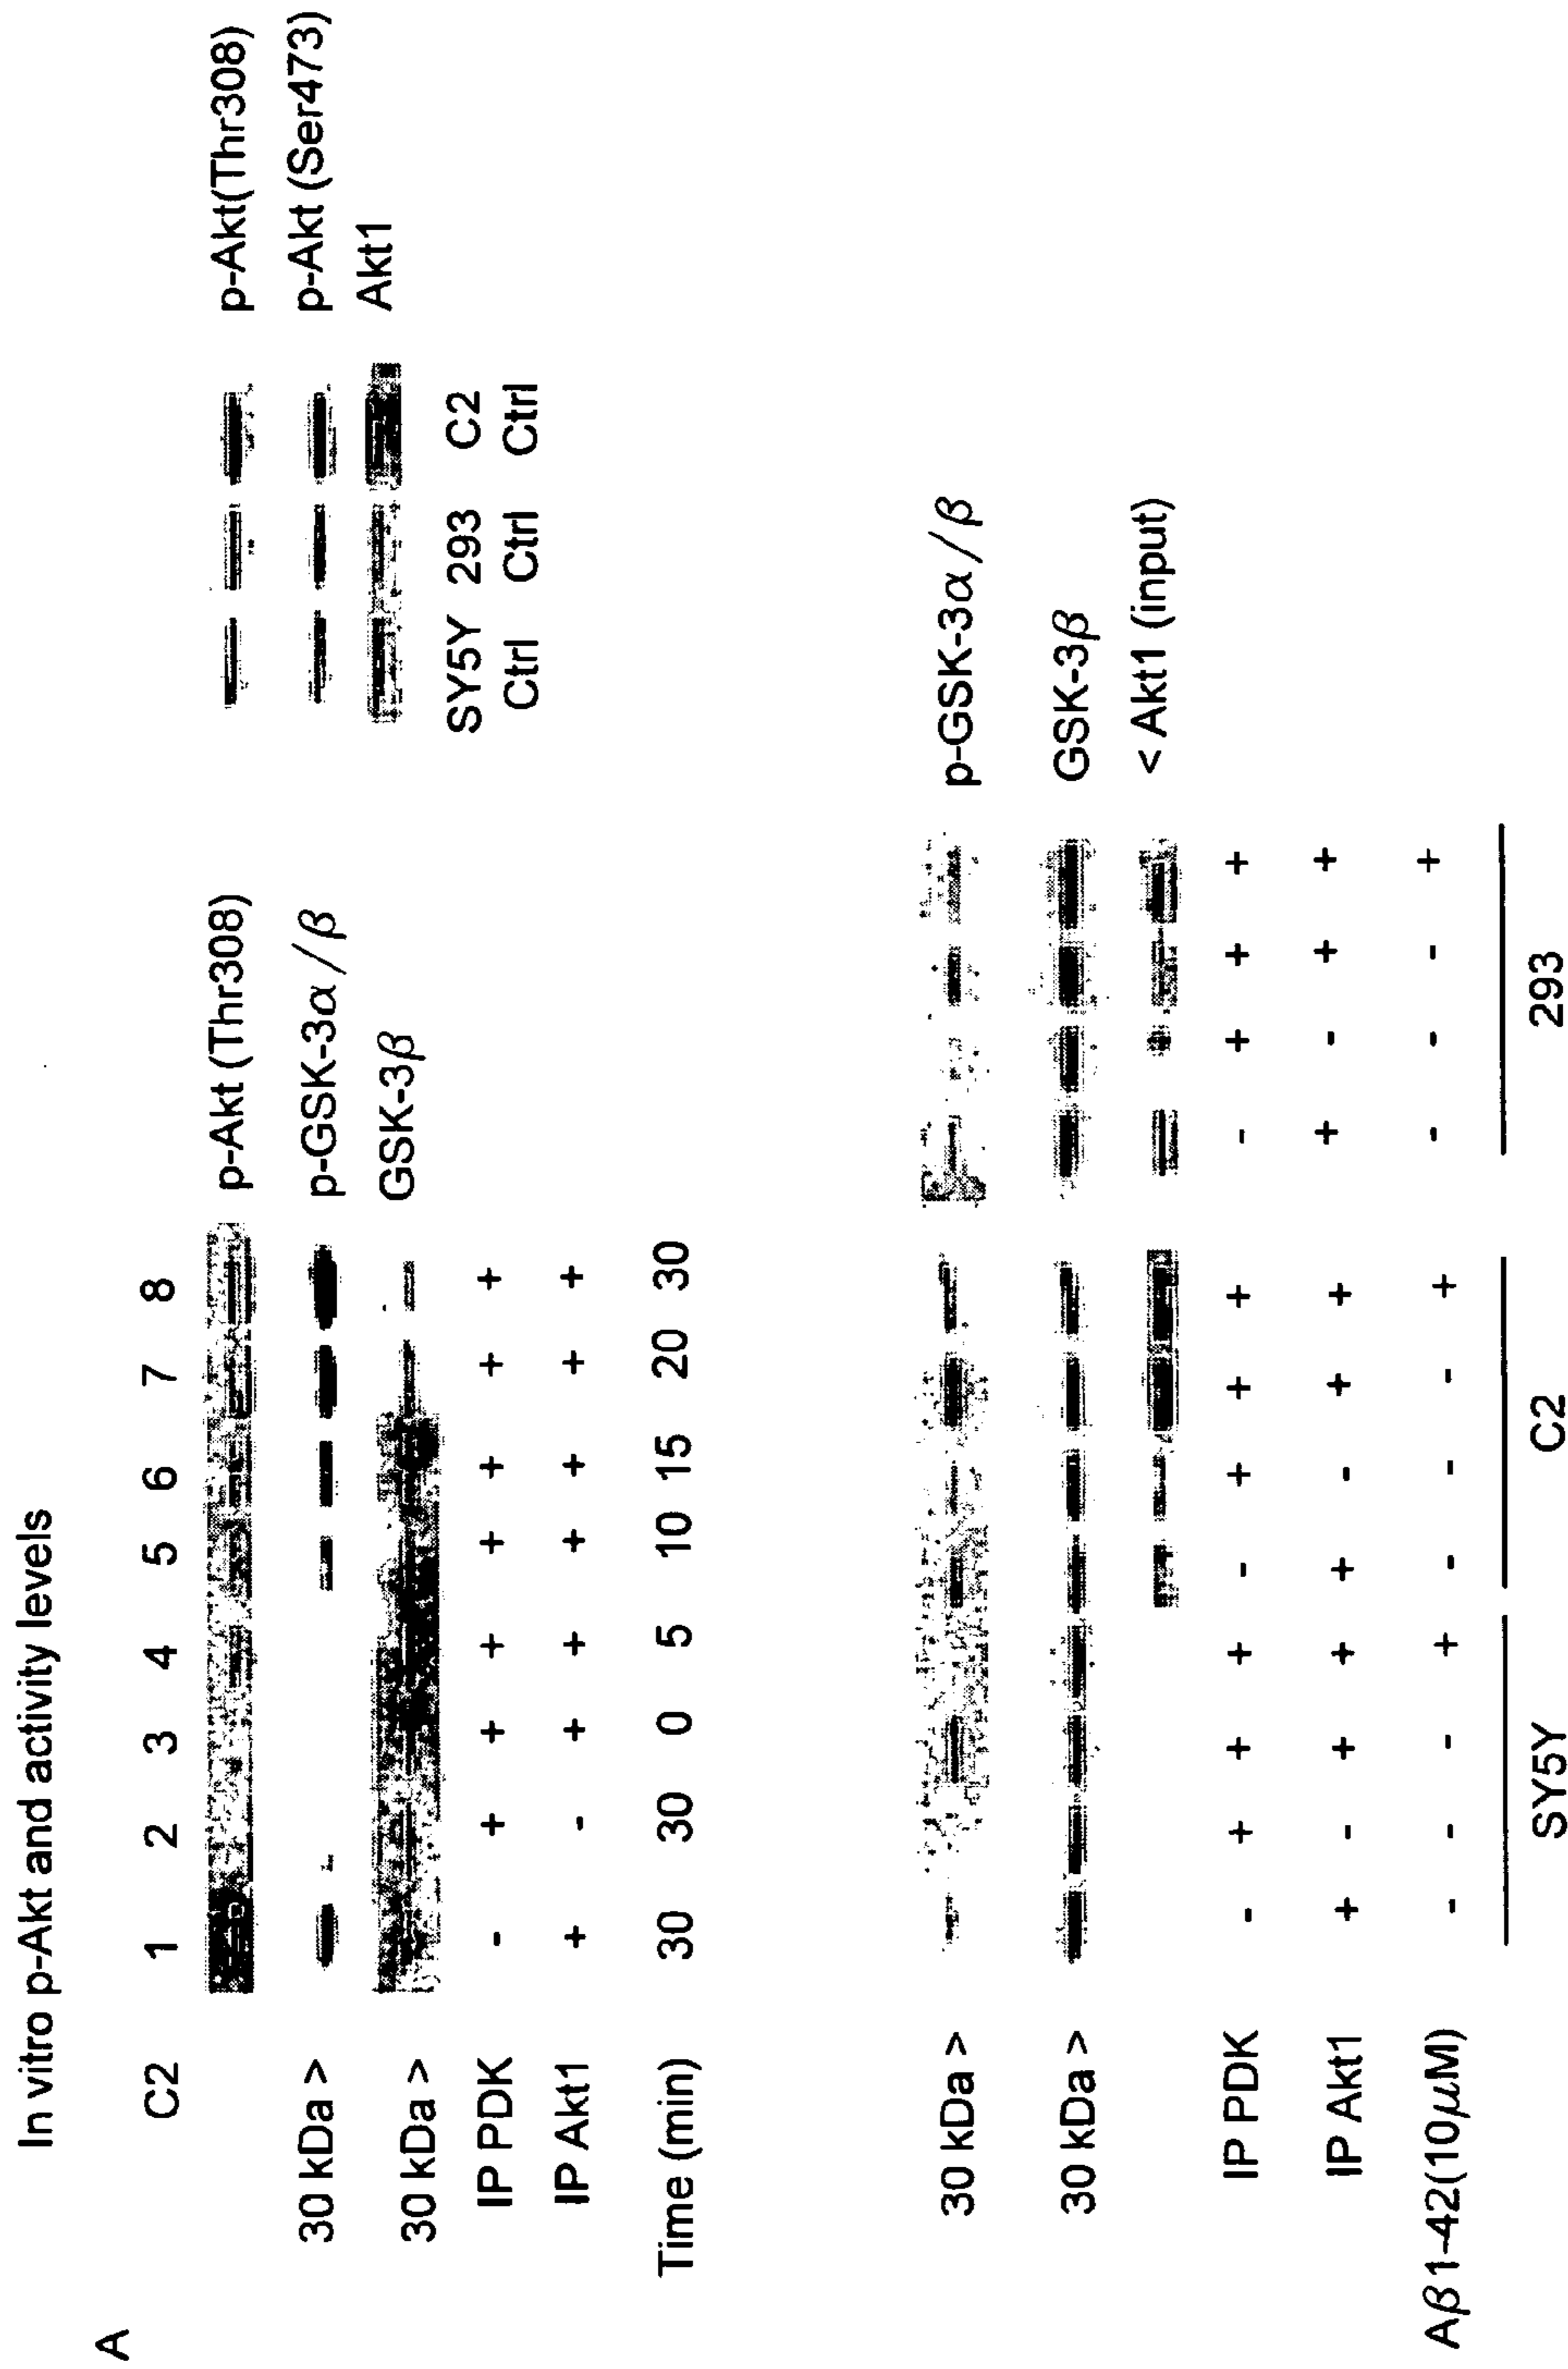 In vitro p-Akt and activity levels
A
C2 1 2 3 4 5 6 7 8
p-Akt (Thr308)
30 kDa > p-GSK-3α/β
30 kDa > GSK-3β
IP PDK - + + + + + + +
IP Akt1 + - + + + + + +
Time (min) 30 30 0 5 10 15 20 30
p-Akt(Thr308)
p-Akt (Ser473)
Akt1
SY5Y 293 C2
Ctrl Ctrl Ctrl
30 kDa > p-GSK-3α/β
30 kDa > GSK-3β
< Akt1 (input)
IP PDK - + + + - + + + - + + +
IP Akt1 + - + + + - + + + - + +
Aβ1-42(10μM) - - - + - - - + - - - +
SY5Y C2 293